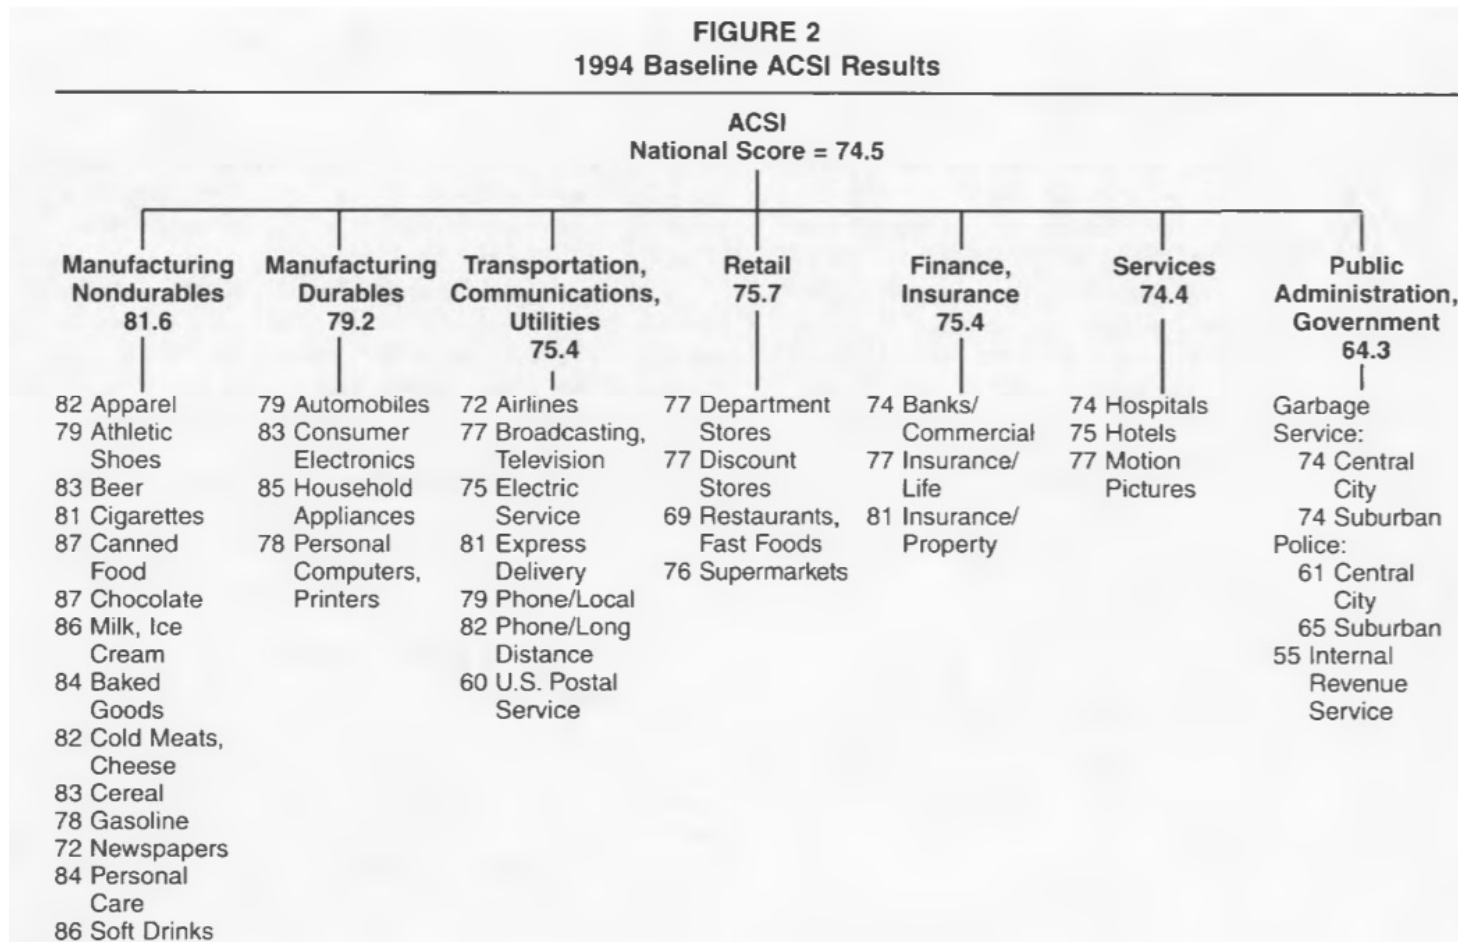 FIGURE 2
1994 Baseline ACSI Results
ACSI
National Score = 74.5
Manufacturing
Nondurables
81.6
82 Apparel
79 Athletic
Shoes
83 Beer
81 Cigarettes
87 Canned
Food
87 Chocolate
86 Milk, Ice
Cream
84 Baked
Goods
82 Cold Meats,
Cheese
83 Cereal
78 Gasoline
72 Newspapers
84 Personal
Care
86 Soft Drinks
Manufacturing
Durables
79.2
79 Automobiles
83 Consumer
Electronics
85 Household
Appliances
78 Personal
Computers,
Printers
Transportation,
Communications,
Utilities
75.4
72 Airlines
77 Broadcasting,
Television
75 Electric
Service
81 Express
Delivery
79 Phone/Local
82 Phone/Long
Distance
60 U.S. Postal
Service
Retail
75.7
77 Department
Stores
77 Discount
Stores
69 Restaurants,
Fast Foods
76 Supermarkets
Finance,
Insurance
75.4
74 Banks/
Commercial
77 Insurance/
Life
81 Insurance/
Property
Services
74.4
74 Hospitals
75 Hotels
77 Motion
Pictures
Public
Administration,
Government
64.3
Garbage
Service:
74 Central
City
74 Suburban
Police:
61 Central
City
65 Suburban
55 Internal
Revenue
Service